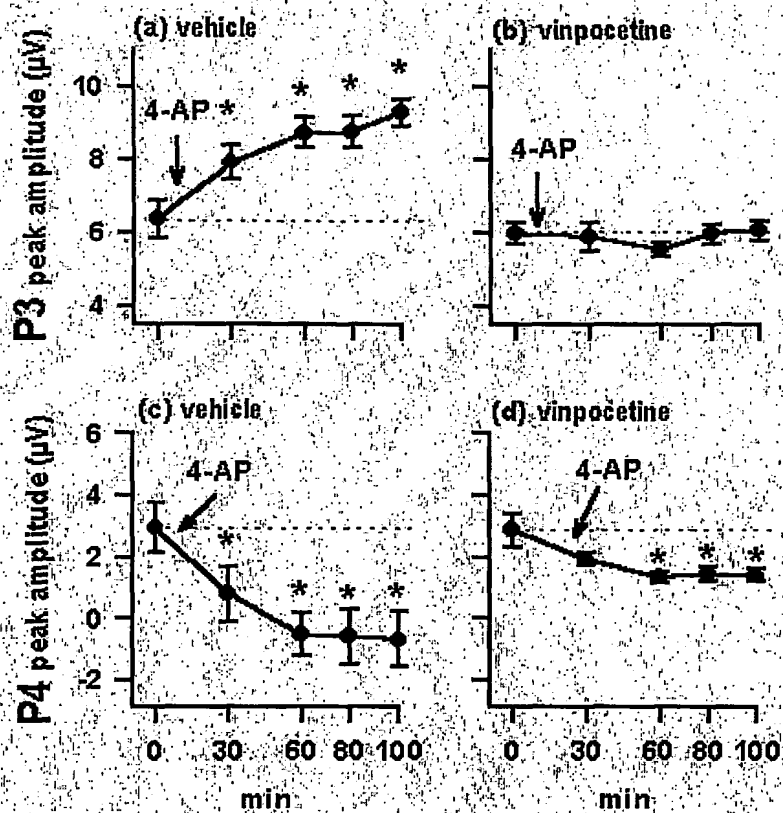 (a) vehicle
(b) vinpocetine
P3 peak amplitude (µV)
10
8
6
4
4-AP *
* * *
4-AP
(c) vehicle
(d) vinpocetine
P4 peak amplitude (µV)
6
4
2
0
-2
4-AP
* * * *
4-AP
* * *
0 30 60 80 100
min
0 30 60 80 100
min